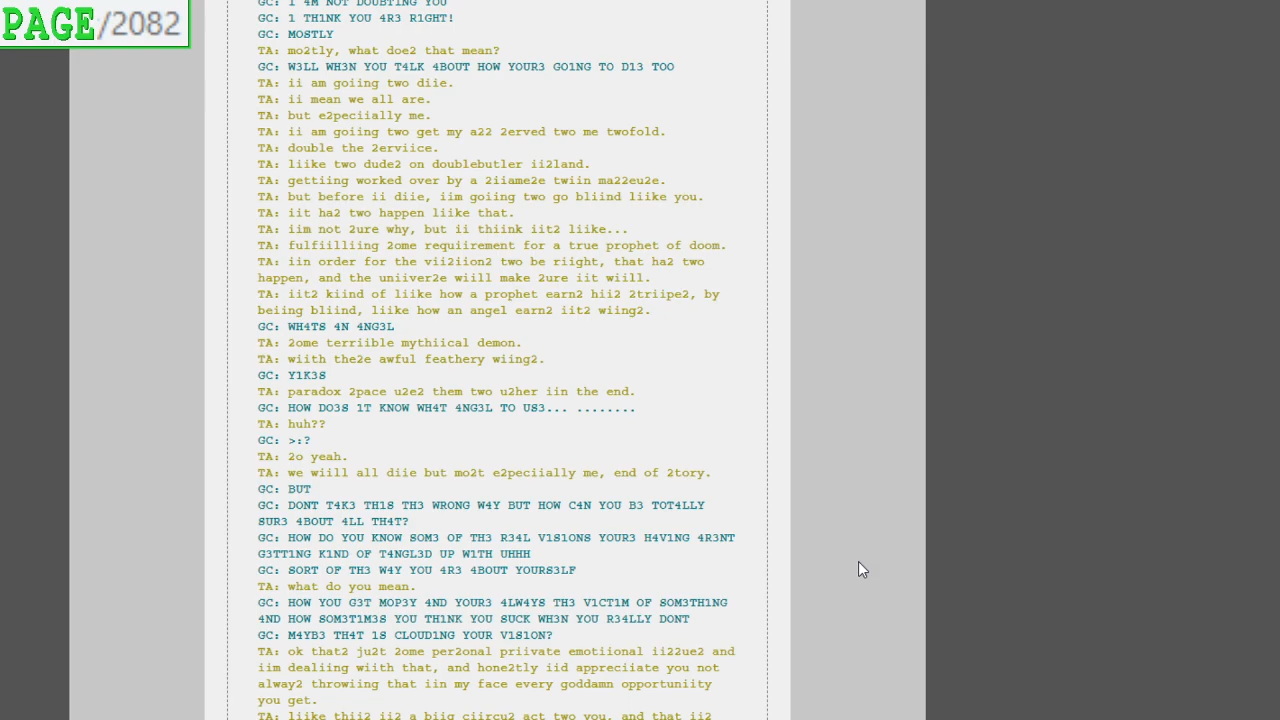 PAGE/2082
GC: 1 4M NOT DOUBT1NG YOU
GC: 1 TH1NK YOU 4R3 R1GHT!
GC: MOSTLY
TA: mo2tly, what doe2 that mean?
GC: W3LL WH3N YOU T4LK 4BOUT HOW YOUR3 GO1NG TO D13 TOO
TA: ii am goiing two diie.
TA: ii mean we all are.
TA: but e2peciially me.
TA: ii am goiing two get my a22 2erved two me twofold.
TA: double the 2erviice.
TA: liike two dude2 on doublebutler ii2land.
TA: gettiing worked over by a 2iiame2e twiin ma22eu2e.
TA: but before ii diie, iim goiing two go bliind liike you.
TA: iit ha2 two happen liike that.
TA: iim not 2ure why, but ii thiink iit2 liike...
TA: fulfiilliing 2ome requiirement for a true prophet of doom.
TA: iin order for the vii2iion2 two be riight, that ha2 two
happen, and the uniiver2e wiill make 2ure iit wiill.
TA: iit2 kiind of liike how a prophet earn2 hii2 2triipe2, by
beiing bliind, liike how an angel earn2 iit2 wiing2.
GC: WH4TS 4N 4NG3L
TA: 2ome terriible mythiical demon.
TA: wiith the2e awful feathery wiing2.
GC: Y1K3S
TA: paradox 2pace u2e2 them two u2her iin the end.
GC: HOW DO3S 1T KNOW WH4T 4NG3L TO US3... ........
TA: huh??
GC: >:?
TA: 2o yeah.
TA: we wiill all diie but mo2t e2peciially me, end of 2tory.
GC: BUT
GC: DONT T4K3 TH1S TH3 WRONG W4Y BUT HOW C4N YOU B3 TOT4LLY
SUR3 4BOUT 4LL TH4T?
GC: HOW DO YOU KNOW SOM3 OF TH3 R34L V1S1ONS YOUR3 H4V1NG 4R3NT
G3TT1NG K1ND OF T4NGL3D UP W1TH UHHH
GC: SORT OF TH3 W4Y YOU 4R3 4BOUT YOURS3LF
TA: what do you mean.
GC: HOW YOU G3T MOP3Y 4ND YOUR3 4LW4YS TH3 V1CT1M OF SOM3TH1NG
4ND HOW SOM3T1M3S YOU TH1NK YOU SUCK WH3N YOU R34LLY DONT
GC: M4YB3 TH4T 1S CLOUD1NG YOUR V1S1ON?
TA: ok that2 ju2t 2ome per2onal priivate emotiional ii22ue2 and
iim dealiing wiith that, and hone2tly iid appreciiate you not
alway2 throwiing that iin my face every goddamn opportuniity
you get.
TA: liike thii2 ii2 a biig ciircu2 act two you, and that ii2